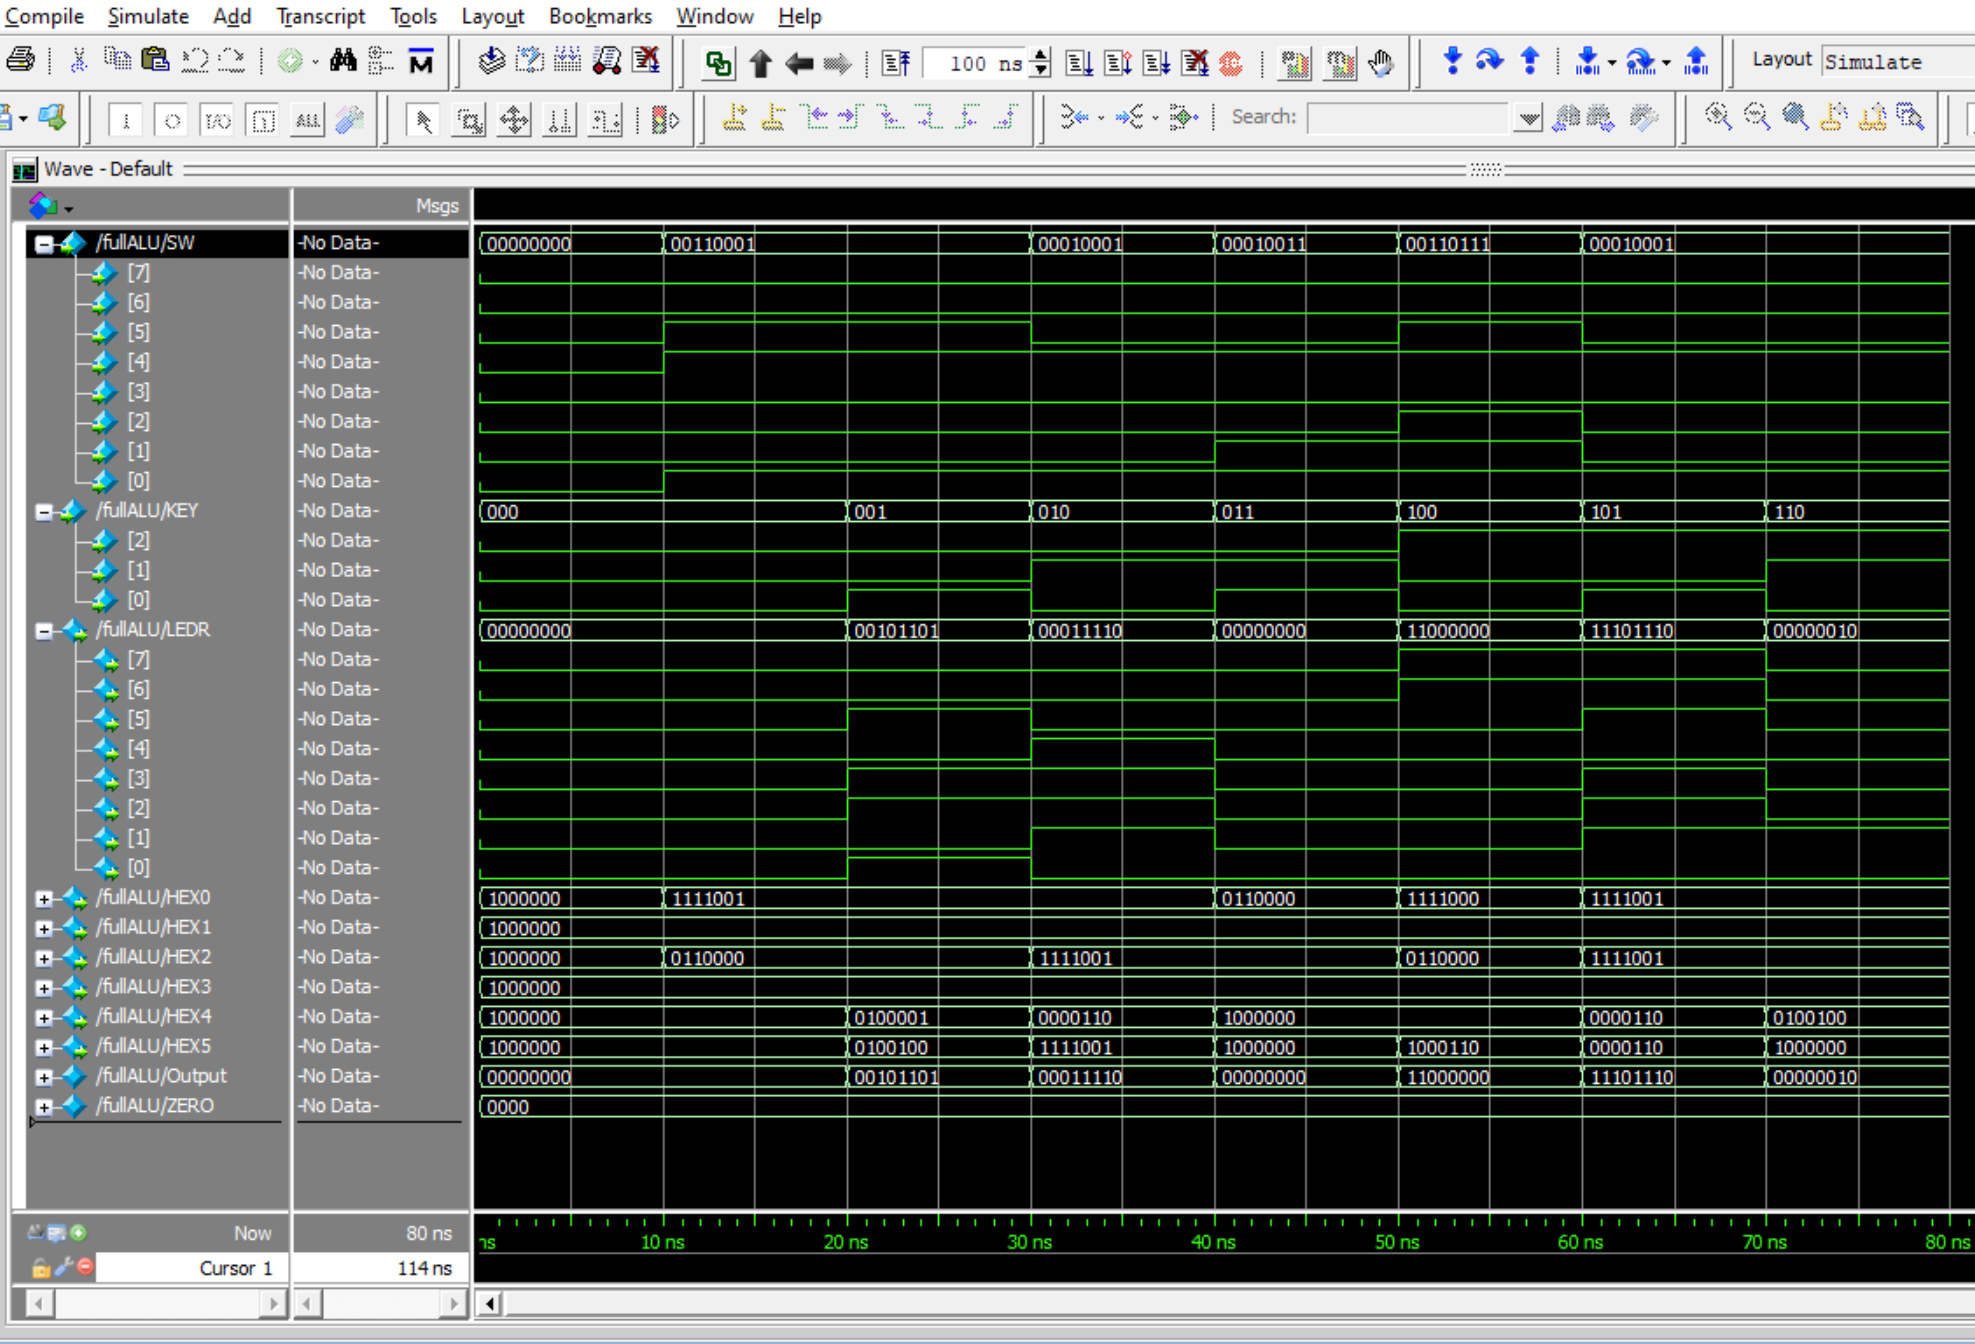 Compile Simulate Add Transcript Tools Layout Bookmarks Window Help
100 ns Layout Simulate
Search:
Wave - Default
Msgs
/fullALU/SW -No Data- 00000000 00110001 00010001 00010011 00110111 00010001
[7] -No Data-
[6] -No Data-
[5] -No Data-
[4] -No Data-
[3] -No Data-
[2] -No Data-
[1] -No Data-
[0] -No Data-
/fullALU/KEY -No Data- 000 001 010 011 100 101 110
[2] -No Data-
[1] -No Data-
[0] -No Data-
/fullALU/LEDR -No Data- 00000000 00101101 00011110 00000000 11000000 11101110 00000010
[7] -No Data-
[6] -No Data-
[5] -No Data-
[4] -No Data-
[3] -No Data-
[2] -No Data-
[1] -No Data-
[0] -No Data-
/fullALU/HEX0 -No Data- 1000000 1111001 0110000 1111000 1111001
/fullALU/HEX1 -No Data- 1000000
/fullALU/HEX2 -No Data- 1000000 0110000 1111001 0110000 1111001
/fullALU/HEX3 -No Data- 1000000
/fullALU/HEX4 -No Data- 1000000 0100001 0000110 1000000 0000110 0100100
/fullALU/HEX5 -No Data- 1000000 0100100 1111001 1000000 1000110 0000110 1000000
/fullALU/Output -No Data- 00000000 00101101 00011110 00000000 11000000 11101110 00000010
/fullALU/ZERO -No Data- 0000
Now 80 ns ns 10 ns 20 ns 30 ns 40 ns 50 ns 60 ns 70 ns 80 ns
Cursor 1 114 ns